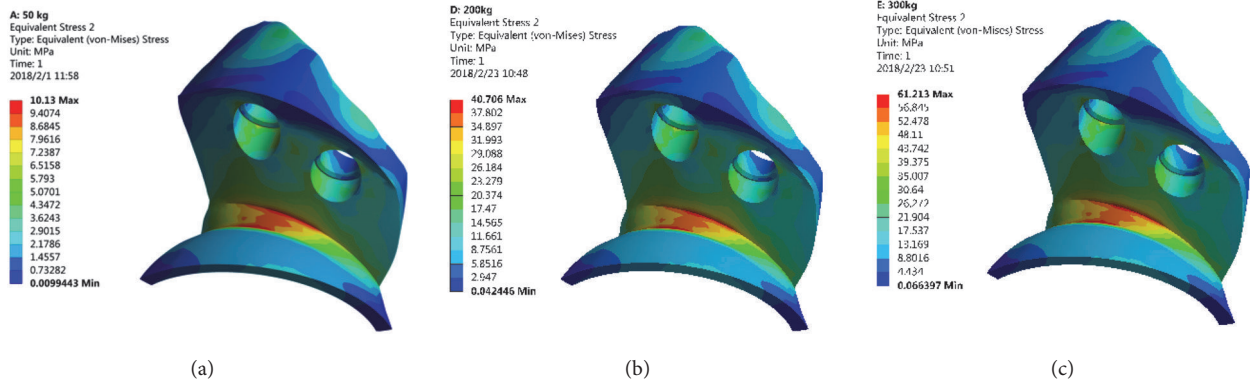 A: 50 kg
Equivalent Stress 2
Type: Equivalent (von-Mises) Stress
Unit: MPa
Time: 1
2018/2/1 11:58
10.13 Max
9.4074
8.6845
7.9616
7.2387
6.5158
5.793
5.0701
4.3472
3.6243
2.9015
2.1786
1.4557
0.73282
0.0099443 Min
(a)
D: 200kg
Equivalent Stress 2
Type: Equivalent (von-Mises) Stress
Unit: MPa
Time: 1
2018/2/23 10:48
40.706 Max
37.802
34.897
31.993
29.088
26.184
23.279
20.374
17.47
14.565
11.661
8.7561
5.8516
2.947
0.042446 Min
(b)
E: 300kg
Equivalent Stress 2
Type: Equivalent (von-Mises) Stress
Unit: MPa
Time: 1
2018/2/23 10:51
61.213 Max
56.845
52.478
48.11
43.742
39.375
35.007
30.64
26.272
21.904
17.537
13.169
8.8016
4.434
0.066397 Min
(c)